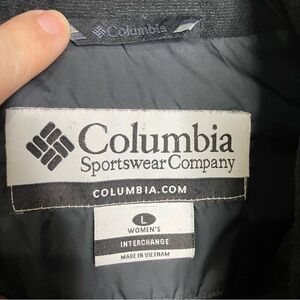 Columbia
Columbia
Sportswear Company
COLUMBIA.COM
L
WOMEN'S
INTERCHANGE
MADE IN VIETNAM